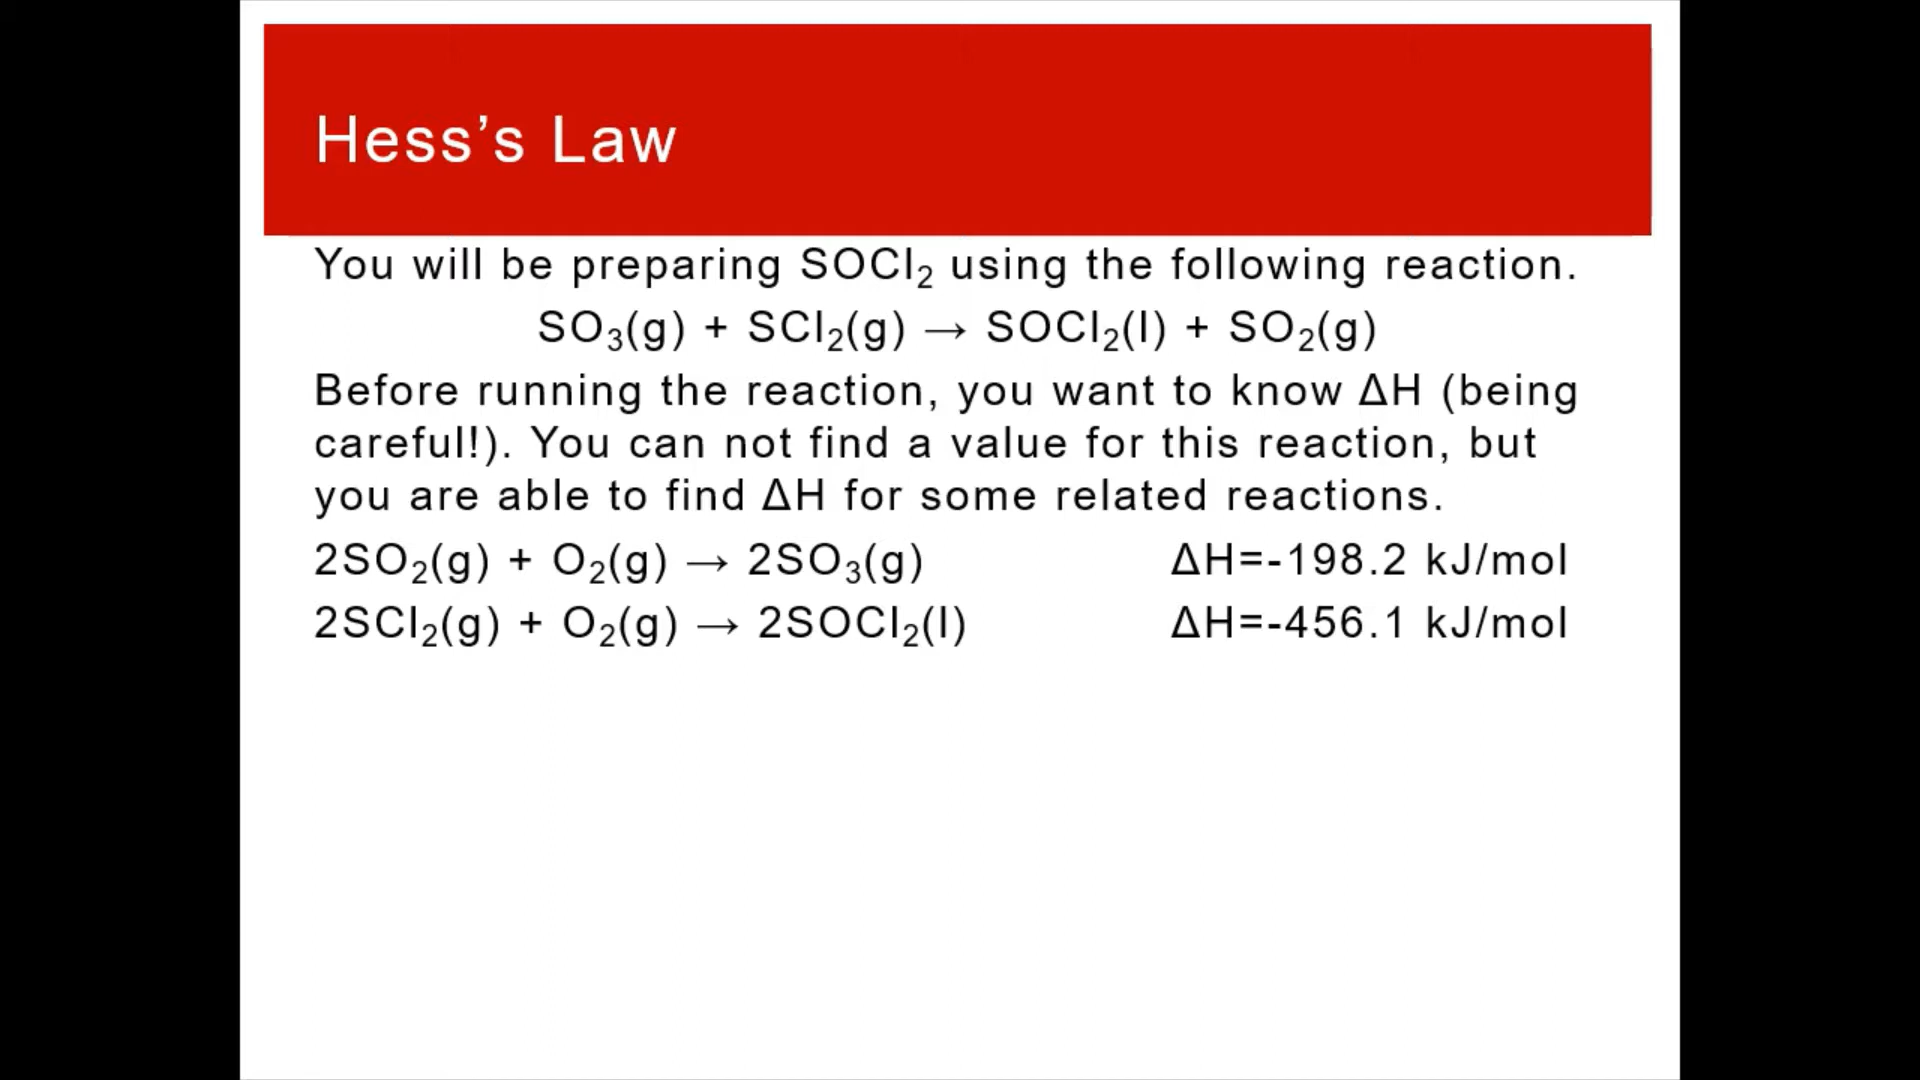 Hess’s Law
You will be preparing SOCl₂ using the following reaction.
SO₃(g) + SCl₂(g) → SOCl₂(l) + SO₂(g)
Before running the reaction, you want to know ΔH (being
careful!). You can not find a value for this reaction, but
you are able to find ΔH for some related reactions.
2SO₂(g) + O₂(g) → 2SO₃(g) ΔH=-198.2 kJ/mol
2SCl₂(g) + O₂(g) → 2SOCl₂(l) ΔH=-456.1 kJ/mol